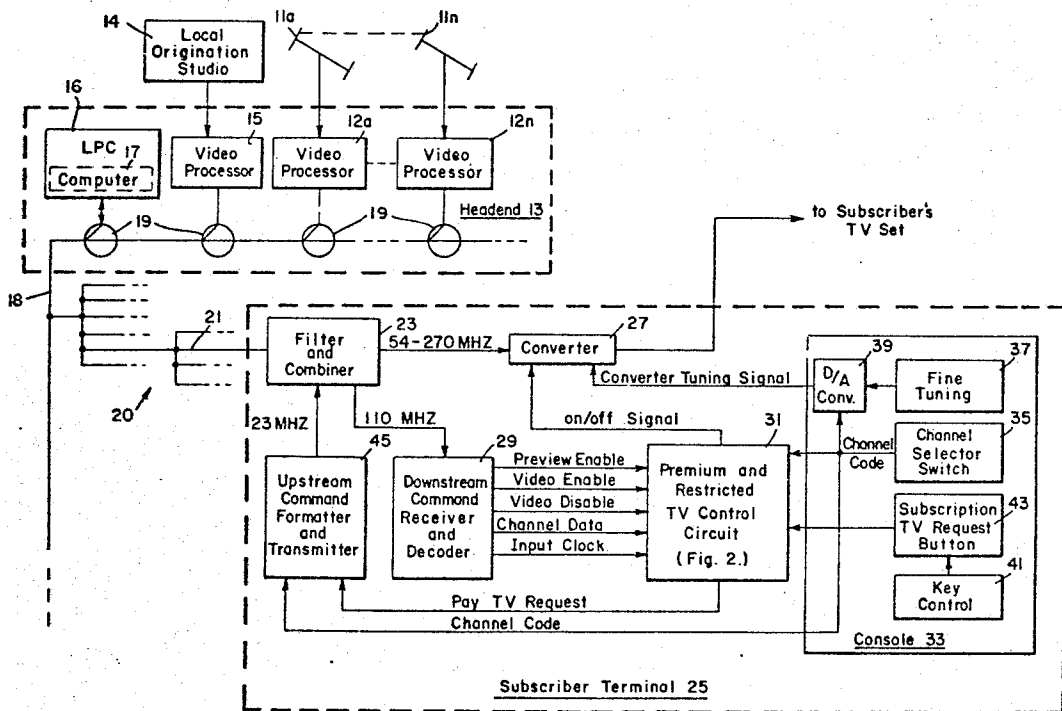 14
Local
Origination
Studio
11a
11n
16
LPC
17
Computer
15
Video
Processor
12a
Video
Processor
12n
Video
Processor
19
19
Headend 13
to Subscriber's
TV Set
18
21
20
23
Filter
and
Combiner
54-270 MHZ
27
Converter
Converter Tuning Signal
39
D/A
Conv.
37
Fine
Tuning
23 MHZ
110 MHZ
on/off Signal
45
Upstream
Command
Formatter
and
Transmitter
29
Downstream
Command
Receiver
and
Decoder
Preview Enable
Video Enable
Video Disable
Channel Data
Input Clock
31
Premium and
Restricted
TV Control
Circuit
(Fig. 2.)
Channel
Code
35
Channel
Selector
Switch
Subscription
TV Request
Button
43
Key
Control
41
Pay TV Request
Channel Code
Console 33
Subscriber Terminal 25